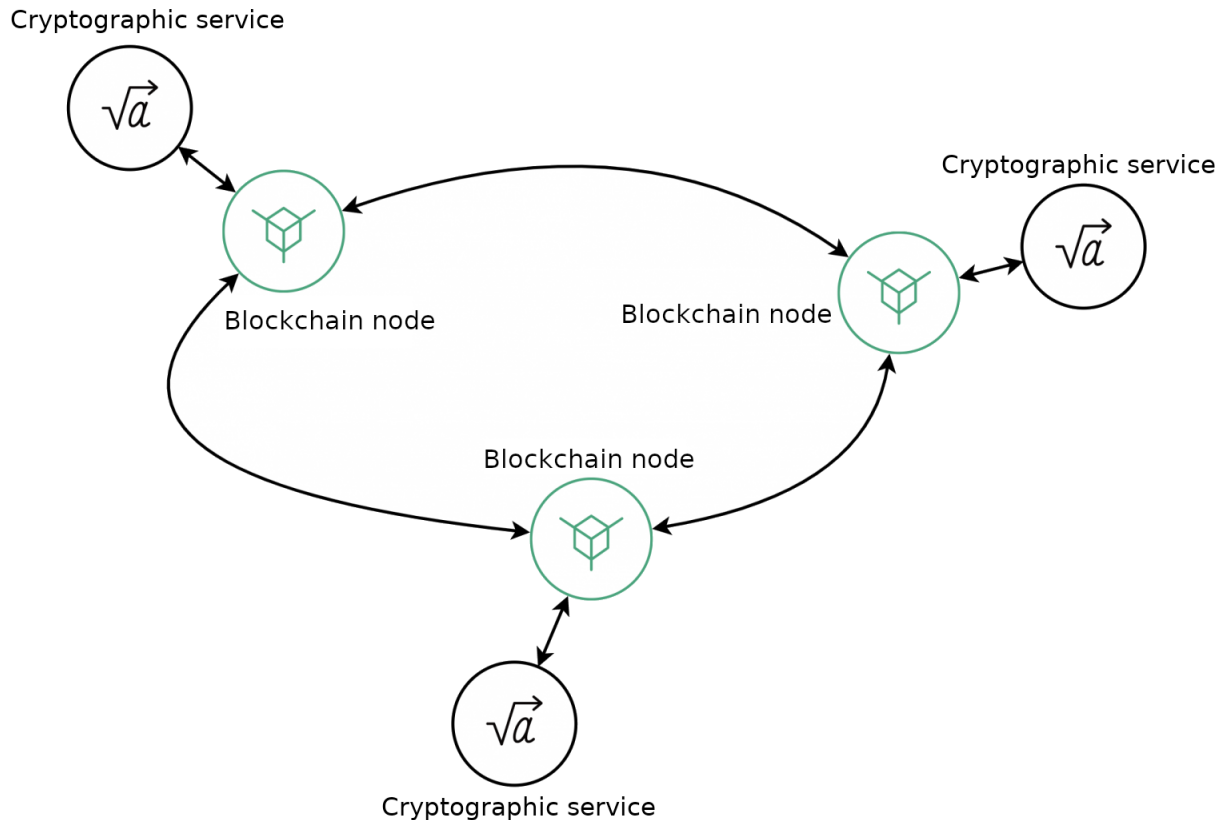 Cryptographic service
√a⃗
Cryptographic service
√a⃗
Blockchain node
Blockchain node
Blockchain node
√a⃗
Cryptographic service